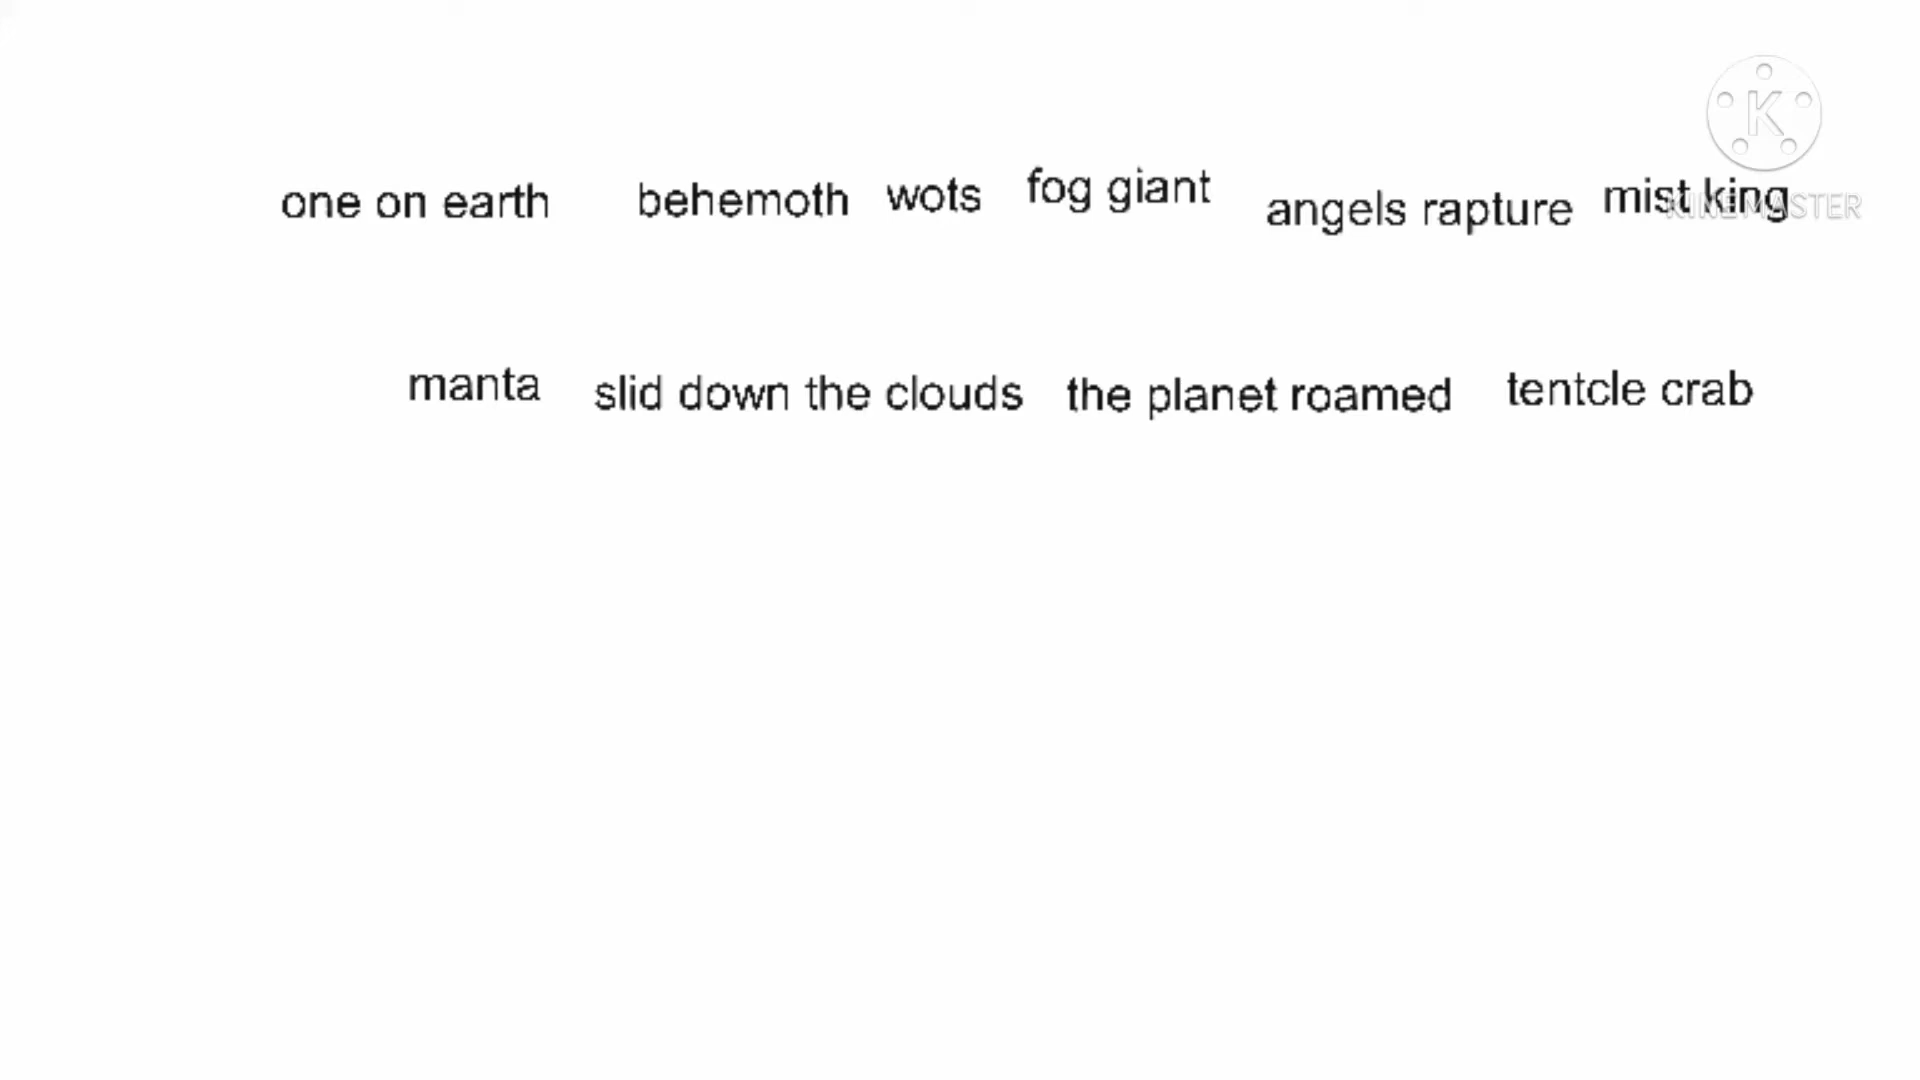 K
one on earth behemoth wots fog giant angels rapture mist king
KINEMASTER
manta slid down the clouds the planet roamed tentcle crab